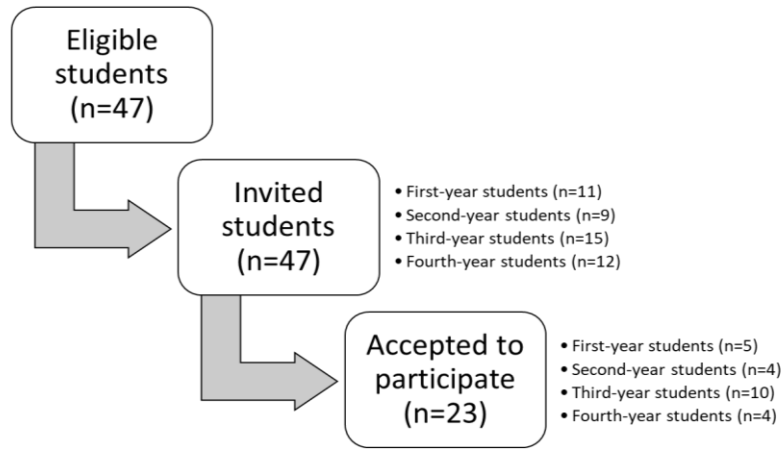 Eligible
students
(n=47)
Invited
students
(n=47)
• First-year students (n=11)
• Second-year students (n=9)
• Third-year students (n=15)
• Fourth-year students (n=12)
Accepted to
participate
(n=23)
• First-year students (n=5)
• Second-year students (n=4)
• Third-year students (n=10)
• Fourth-year students (n=4)